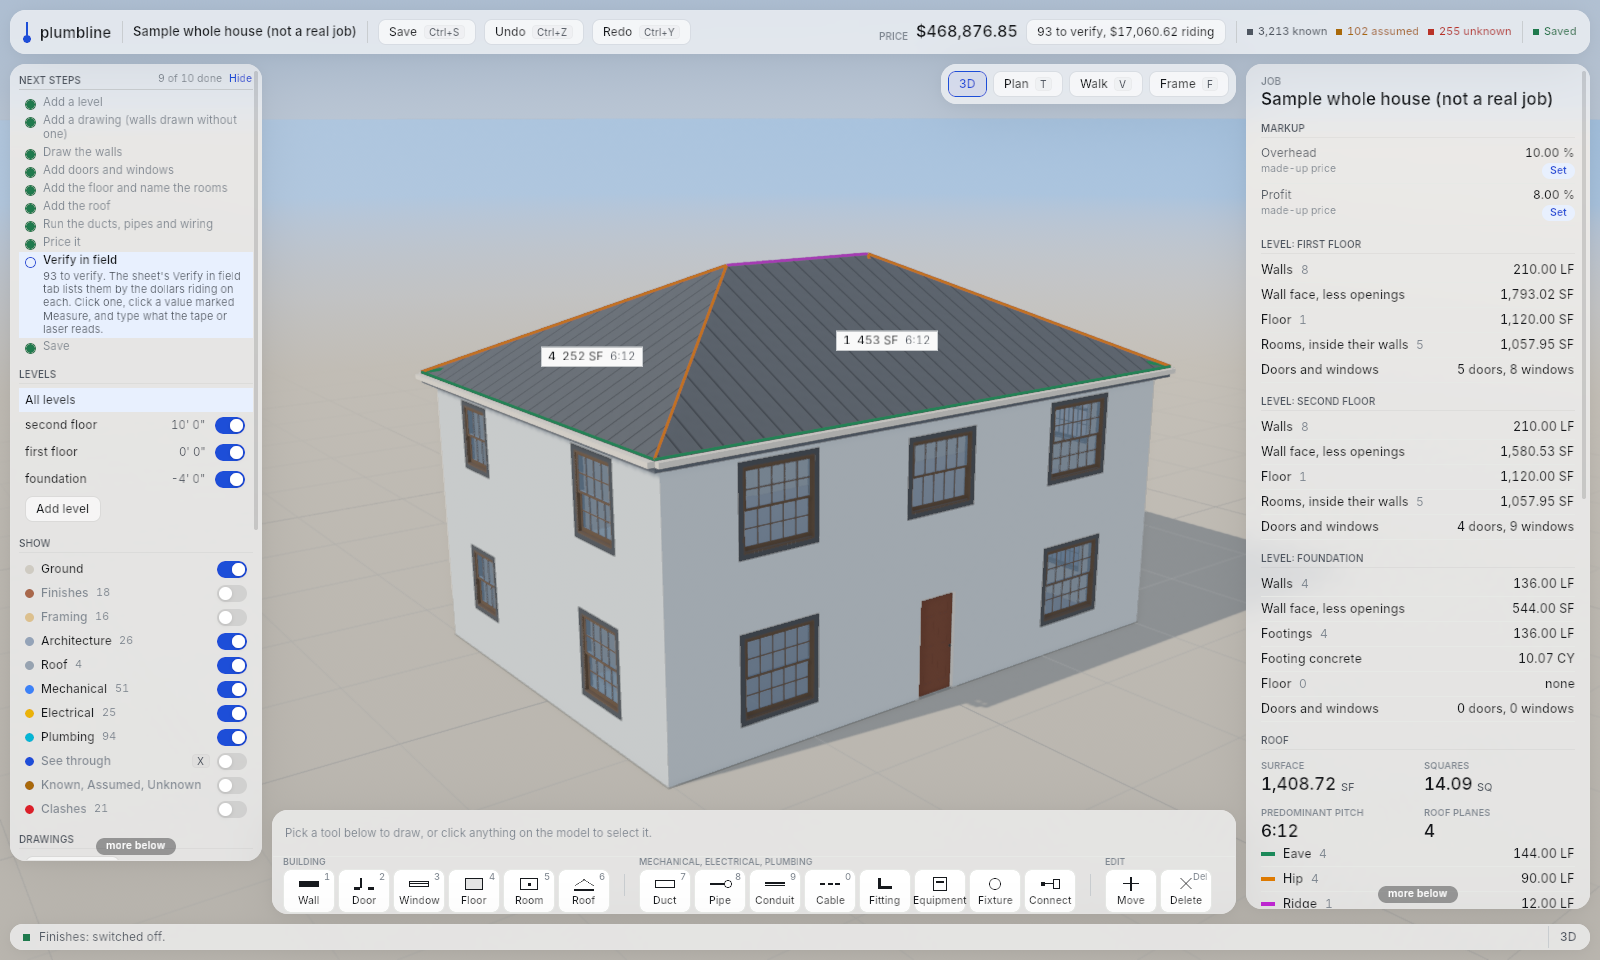 plumbline
Sample whole house (not a real job)
Save Ctrl+S
Undo Ctrl+Z
Redo Ctrl+Y
PRICE $468,876.85
93 to verify, $17,060.62 riding
3,213 known
102 assumed
255 unknown
Saved
NEXT STEPS 9 of 10 done Hide
Add a level
Add a drawing (walls drawn without
one)
Draw the walls
Add doors and windows
Add the floor and name the rooms
Add the roof
Run the ducts, pipes and wiring
Price it
Verify in field
93 to verify. The sheet's Verify in field
tab lists them by the dollars riding on
each. Click one, click a value marked
Measure, and type what the tape or
laser reads.
Save
LEVELS
All levels
second floor 10' 0"
first floor 0' 0"
foundation -4' 0"
Add level
SHOW
Ground
Finishes 18
Framing 16
Architecture 26
Roof 4
Mechanical 51
Electrical 25
Plumbing 94
See through X
Known, Assumed, Unknown
Clashes 21
DRAWINGS
more below
3D
Plan T
Walk V
Frame F
4 252 SF 6:12
1 453 SF 6:12
Pick a tool below to draw, or click anything on the model to select it.
BUILDING
Wall 1
Door 2
Window 3
Floor 4
Room 5
Roof 6
MECHANICAL, ELECTRICAL, PLUMBING
Duct 7
Pipe 8
Conduit 9
Cable 0
Fitting
Equipment
Fixture
Connect
EDIT
Move
Delete Del
JOB
Sample whole house (not a real job)
MARKUP
Overhead 10.00 %
made-up price Set
Profit 8.00 %
made-up price Set
LEVEL: FIRST FLOOR
Walls 8 210.00 LF
Wall face, less openings 1,793.02 SF
Floor 1 1,120.00 SF
Rooms, inside their walls 5 1,057.95 SF
Doors and windows 5 doors, 8 windows
LEVEL: SECOND FLOOR
Walls 8 210.00 LF
Wall face, less openings 1,580.53 SF
Floor 1 1,120.00 SF
Rooms, inside their walls 5 1,057.95 SF
Doors and windows 4 doors, 9 windows
LEVEL: FOUNDATION
Walls 4 136.00 LF
Wall face, less openings 544.00 SF
Footings 4 136.00 LF
Footing concrete 10.07 CY
Floor 0 none
Doors and windows 0 doors, 0 windows
ROOF
SURFACE SQUARES
1,408.72 SF 14.09 SQ
PREDOMINANT PITCH ROOF PLANES
6:12 4
Eave 4 144.00 LF
Hip 4 90.00 LF
more below
Ridge 1 12.00 LF
Finishes: switched off.
3D